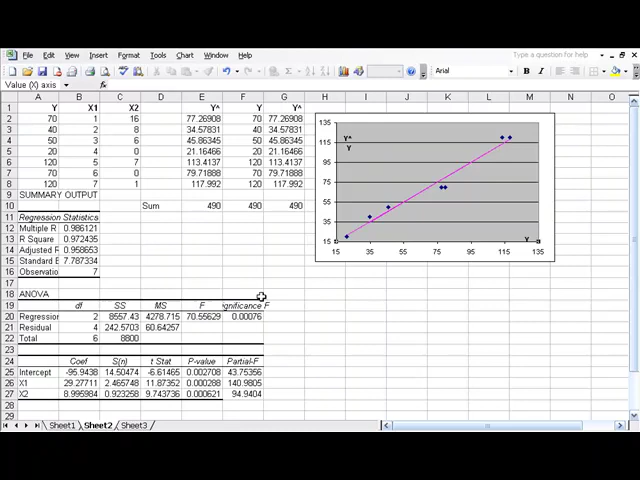 File Edit View Insert Format Tools Chart Window Help Type a question for help
Arial B I
Value (X) axis fx
A B C D E F G H I J K L M N O
1 Y X1 X2 Y^ Y Y^
2 70 1 16 77.26908 70 77.26908
3 40 2 8 34.57831 40 34.57831
4 50 3 6 45.86345 50 45.86345
5 20 4 0 21.16466 20 21.16466
6 120 5 7 113.4137 120 113.4137
7 70 6 0 79.71888 70 79.71888
8 120 7 1 117.992 120 117.992
9 SUMMARY OUTPUT
10 Sum 490 490 490
11 Regression Statistics
12 Multiple R 0.986121
13 R Square 0.972435
14 Adjusted F 0.958653
15 Standard E 7.787334
16 Observatio 7
17
18 ANOVA
19 df SS MS F ignificance F
20 Regression 2 8557.43 4278.715 70.55629 0.00076
21 Residual 4 242.5703 60.64257
22 Total 6 8800
23
24 Coef S(n) t Stat P-value Partial-F
25 Intercept -95.9438 14.50474 -6.61465 0.002708 43.75356
26 X1 29.27711 2.465748 11.87352 0.000288 140.9805
27 X2 8.995984 0.923258 9.743736 0.000621 94.9404
28
29
135
115
95
75
55
35
15
Y^
Y
Y
15 35 55 75 95 115 135
Sheet1 Sheet2 Sheet3